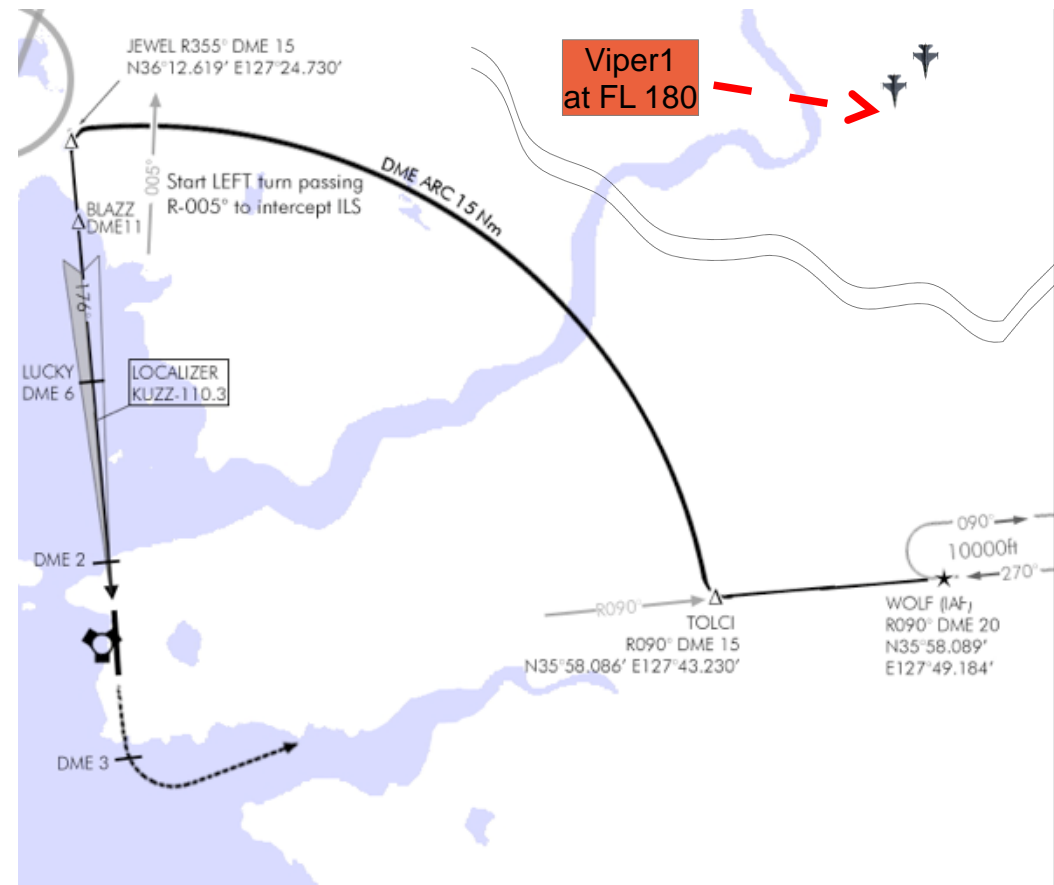 JEWEL R355° DME 15
N36°12.619′ E127°24.730′
Viper1
at FL 180
005°
Start LEFT turn passing
R-005° to intercept ILS
DME ARC 15 Nm
BLAZZ
DME11
176°
LUCKY
DME 6
LOCALIZER
KUZZ-110.3
DME 2
090°
10000ft
270°
R090°
TOLCI
R090° DME 15
N35°58.086′ E127°43.230′
WOLF (IAF)
R090° DME 20
N35°58.089′
E127°49.184′
DME 3